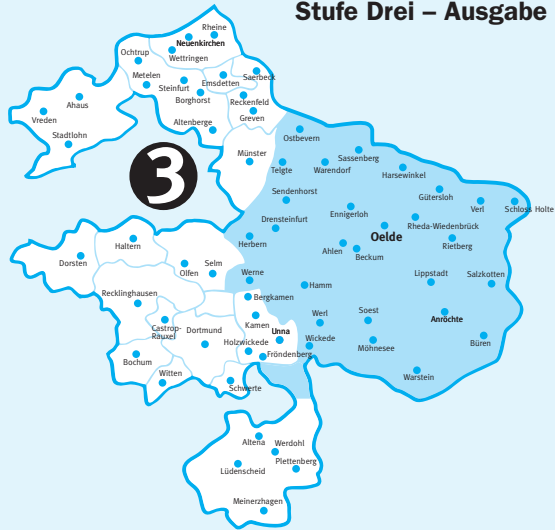 Stufe Drei – Ausgabe
Rheine
Neuenkirchen
Ochtrup
Wettringen
Metelen
Steinfurt
Emsdetten
Saerbeck
Ahaus
Borghorst
Reckenfeld
Vreden
Greven
Altenberge
Stadtlohn
Ostbevern
Münster
Sassenberg
Telgte
Warendorf
Harsewinkel
3
Sendenhorst
Gütersloh
Verl
Schloss Holte
Ennigerloh
Drensteinfurt
Rheda-Wiedenbrück
Oelde
Herbern
Haltern
Rietberg
Ahlen
Beckum
Dorsten
Selm
Olfen
Werne
Lippstadt
Salzkotten
Hamm
Recklinghausen
Bergkamen
Werl
Soest
Anröchte
Castrop-
Rauxel
Dortmund
Kamen
Unna
Holzwickede
Wickede
Möhnesee
Büren
Bochum
Fröndenberg
Witten
Warstein
Schwerte
Altena
Werdohl
Plettenberg
Lüdenscheid
Meinerzhagen